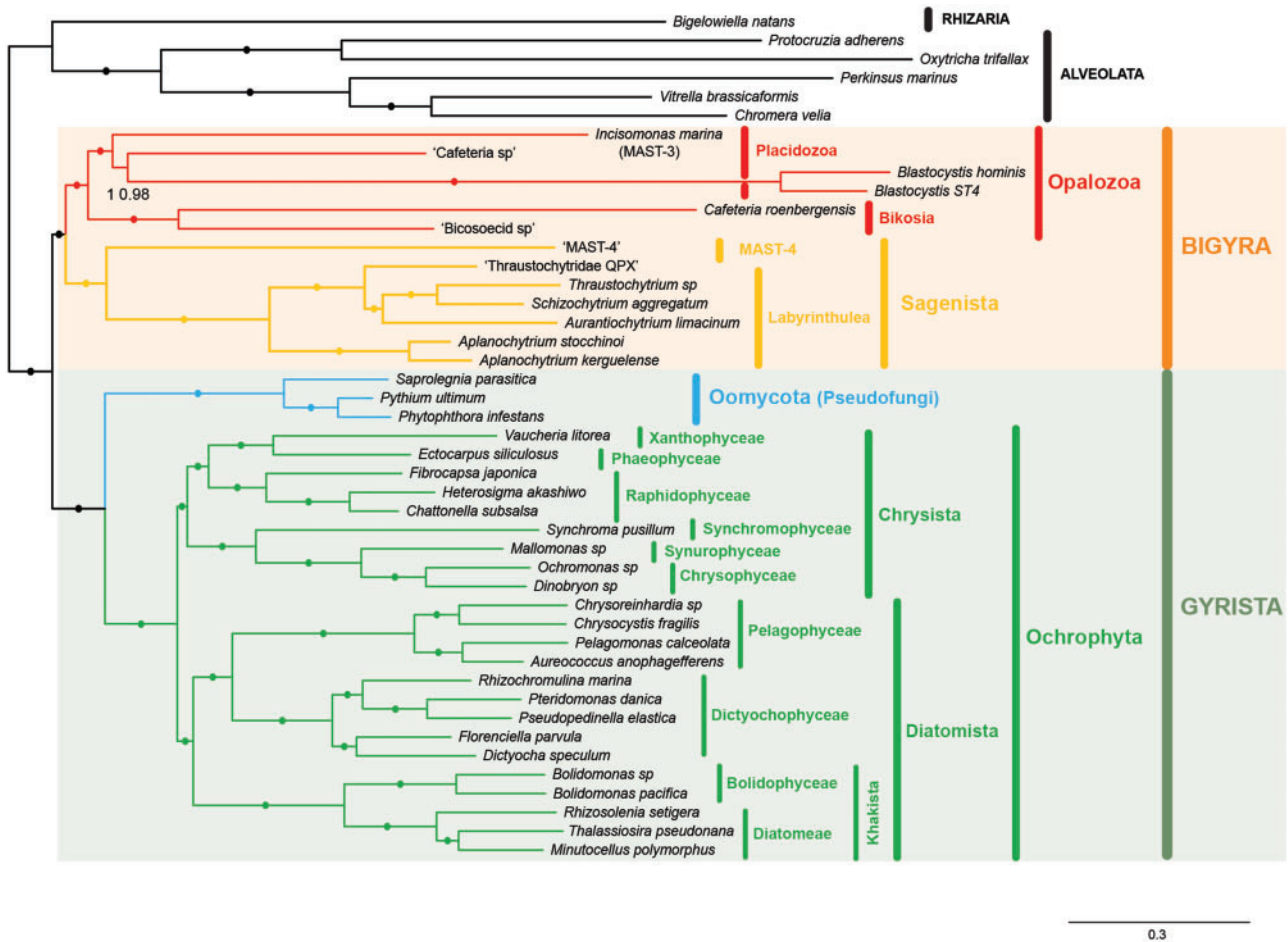 Bigelowiella natans
RHIZARIA
Protocruzia adherens
Oxytricha trifallax
Perkinsus marinus
ALVEOLATA
Vitrella brassicaformis
Chromera velia
Incisomonas marina
(MAST-3)
Placidozoa
'Cafeteria sp'
Blastocystis hominis
Blastocystis ST4
Opalozoa
1 0.98
Cafeteria roenbergensis
Bikosia
'Bicosoecid sp'
'MAST-4'
MAST-4
BIGYRA
'Thraustochytridae QPX'
Thraustochytrium sp
Schizochytrium aggregatum
Sagenista
Labyrinthulea
Aurantiochytrium limacinum
Aplanochytrium stocchinoi
Aplanochytrium kerguelense
Saprolegnia parasitica
Pythium ultimum
Oomycota (Pseudofungi)
Phytophthora infestans
Vaucheria litorea
Xanthophyceae
Ectocarpus siliculosus
Phaeophyceae
Fibrocapsa japonica
Heterosigma akashiwo
Raphidophyceae
Chattonella subsalsa
Chrysista
Synchroma pusillum
Synchromophyceae
Mallomonas sp
Synurophyceae
Ochromonas sp
Chrysophyceae
Dinobryon sp
Chrysoreinhardia sp
GYRISTA
Chrysocystis fragilis
Pelagophyceae
Ochrophyta
Pelagomonas calceolata
Aureococcus anophagefferens
Rhizochromulina marina
Pteridomonas danica
Dictyochophyceae
Pseudopedinella elastica
Diatomista
Florenciella parvula
Dictyocha speculum
Bolidomonas sp
Bolidophyceae
Bolidomonas pacifica
Khakista
Rhizosolenia setigera
Thalassiosira pseudonana
Diatomeae
Minutocellus polymorphus
0.3